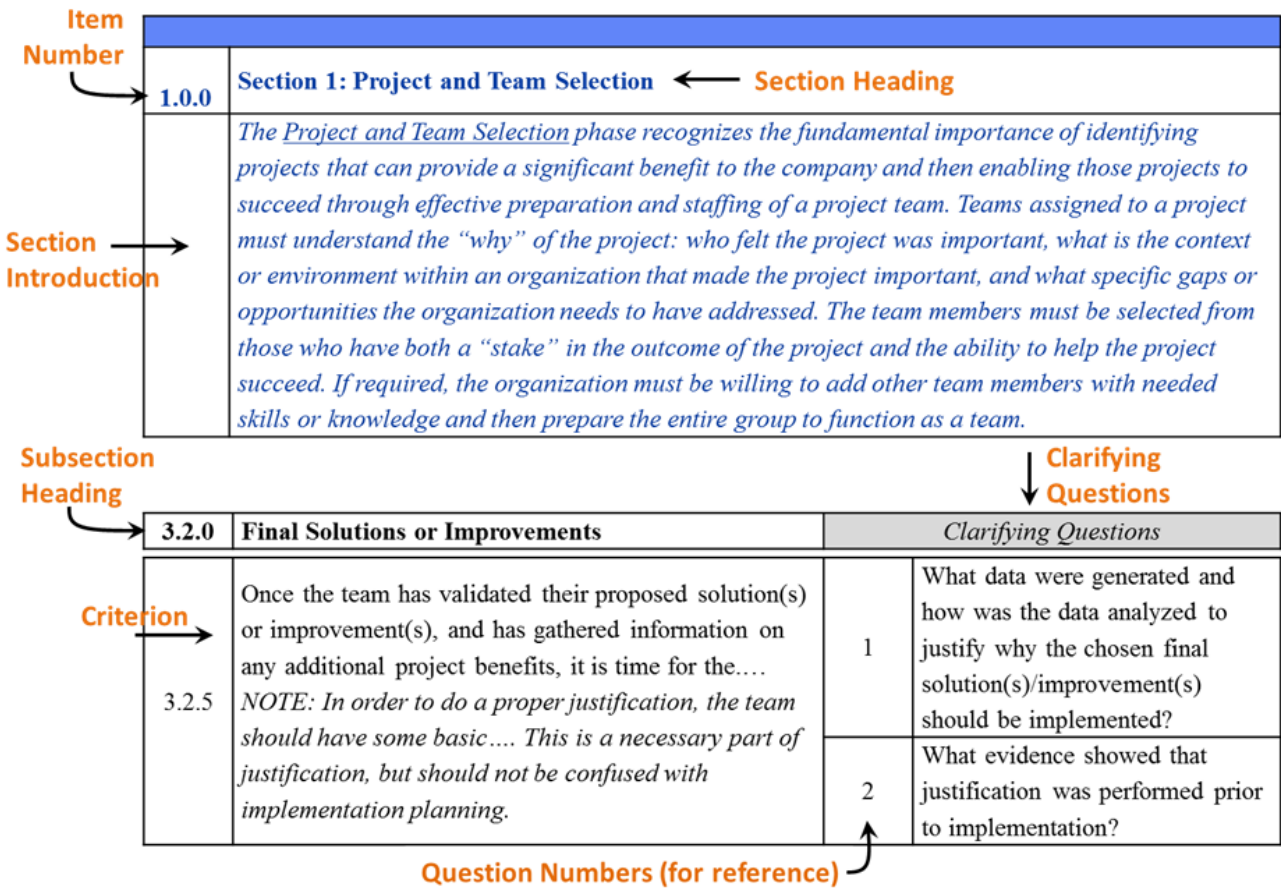 Item
Number
1.0.0
Section 1: Project and Team Selection
Section Heading
Section
Introduction
The Project and Team Selection phase recognizes the fundamental importance of identifying
projects that can provide a significant benefit to the company and then enabling those projects to
succeed through effective preparation and staffing of a project team. Teams assigned to a project
must understand the “why” of the project: who felt the project was important, what is the context
or environment within an organization that made the project important, and what specific gaps or
opportunities the organization needs to have addressed. The team members must be selected from
those who have both a “stake” in the outcome of the project and the ability to help the project
succeed. If required, the organization must be willing to add other team members with needed
skills or knowledge and then prepare the entire group to function as a team.
Subsection
Heading
Clarifying
Questions
3.2.0
Final Solutions or Improvements
Clarifying Questions
Criterion
3.2.5
Once the team has validated their proposed solution(s)
or improvement(s), and has gathered information on
any additional project benefits, it is time for the….
NOTE: In order to do a proper justification, the team
should have some basic…. This is a necessary part of
justification, but should not be confused with
implementation planning.
1
What data were generated and
how was the data analyzed to
justify why the chosen final
solution(s)/improvement(s)
should be implemented?
2
What evidence showed that
justification was performed prior
to implementation?
Question Numbers (for reference)